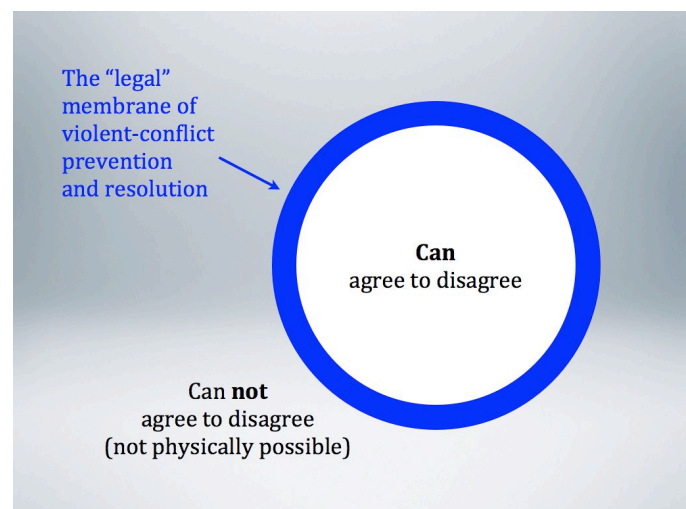 The “legal”
membrane of
violent-conflict
prevention
and resolution
Can
agree to disagree
Can not
agree to disagree
(not physically possible)